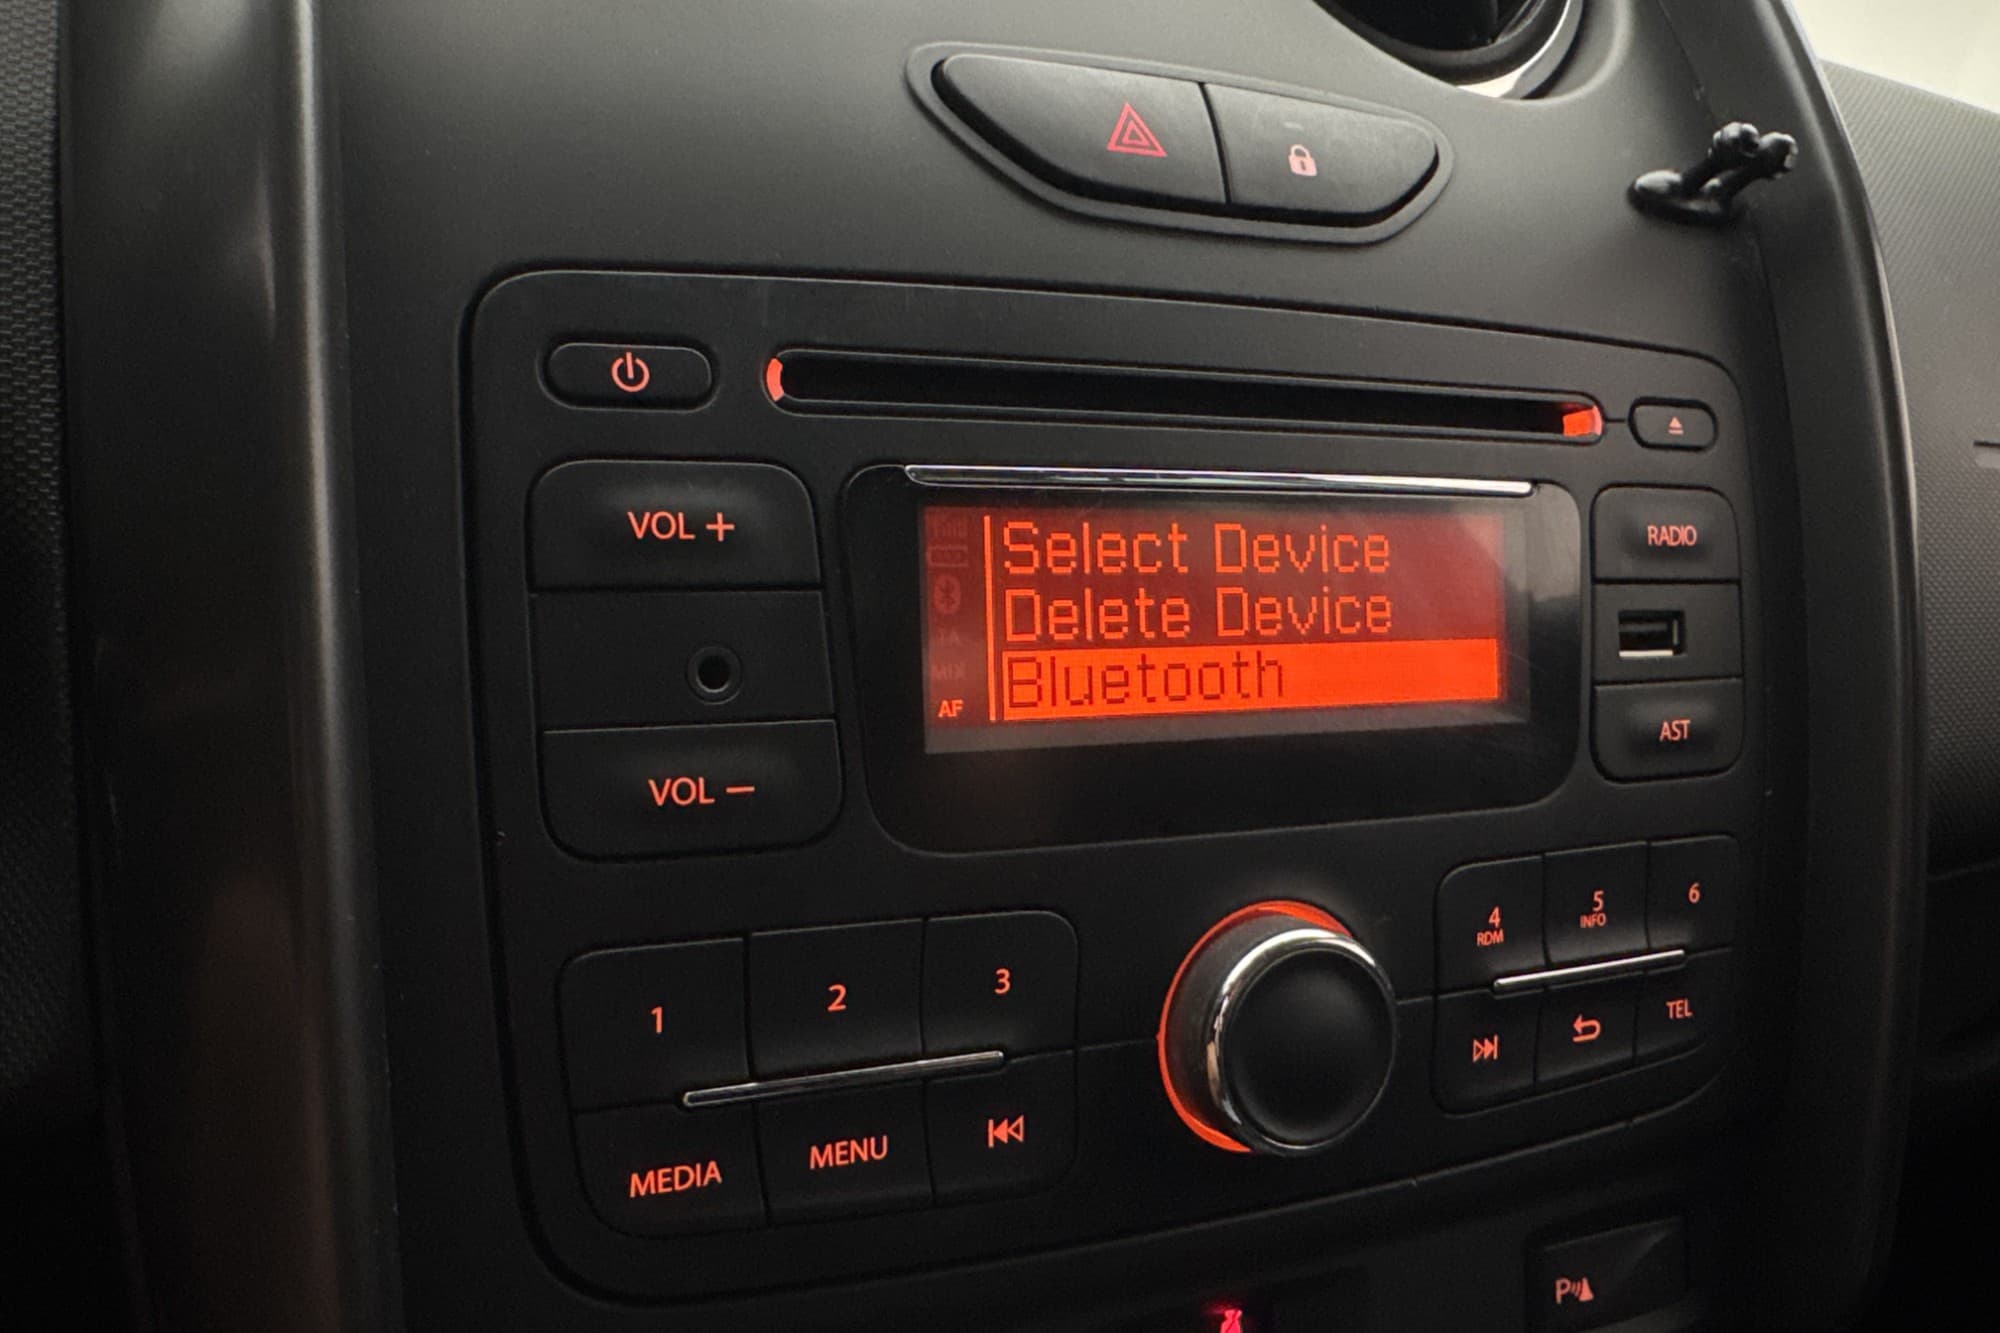 VOL +
VOL −
Select Device
Delete Device
Bluetooth
TA
AF
RADIO
AST
1
2
3
MEDIA
MENU
4
RDM
5
INFO
6
TEL
P